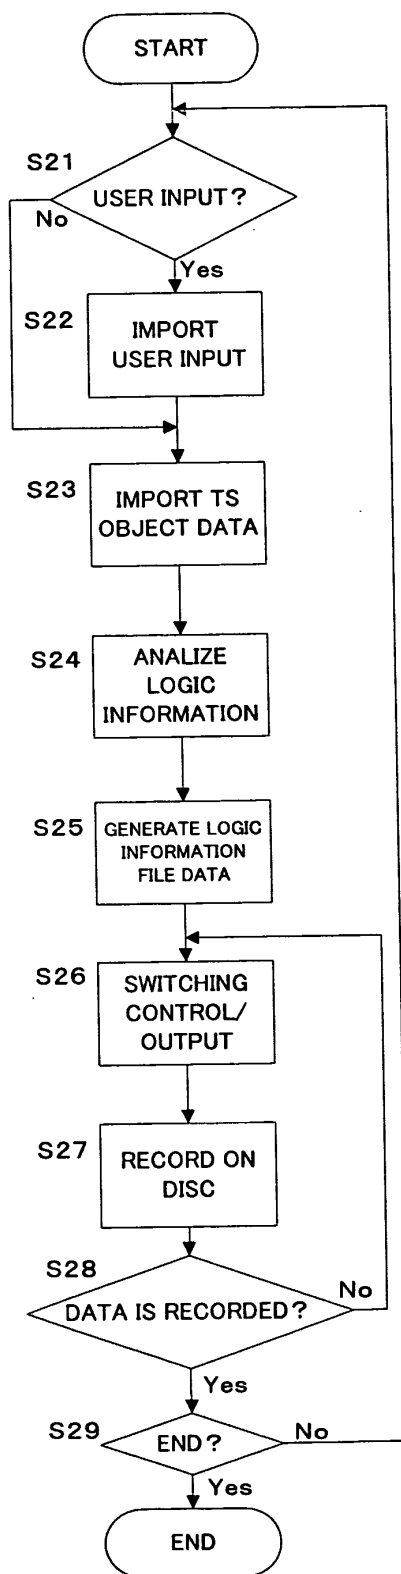 START
S21
USER INPUT?
No
Yes
S22
IMPORT
USER INPUT
S23
IMPORT TS
OBJECT DATA
S24
ANALIZE
LOGIC
INFORMATION
S25
GENERATE LOGIC
INFORMATION
FILE DATA
S26
SWITCHING
CONTROL/
OUTPUT
S27
RECORD ON
DISC
S28
DATA IS RECORDED?
No
Yes
S29
END?
No
Yes
END